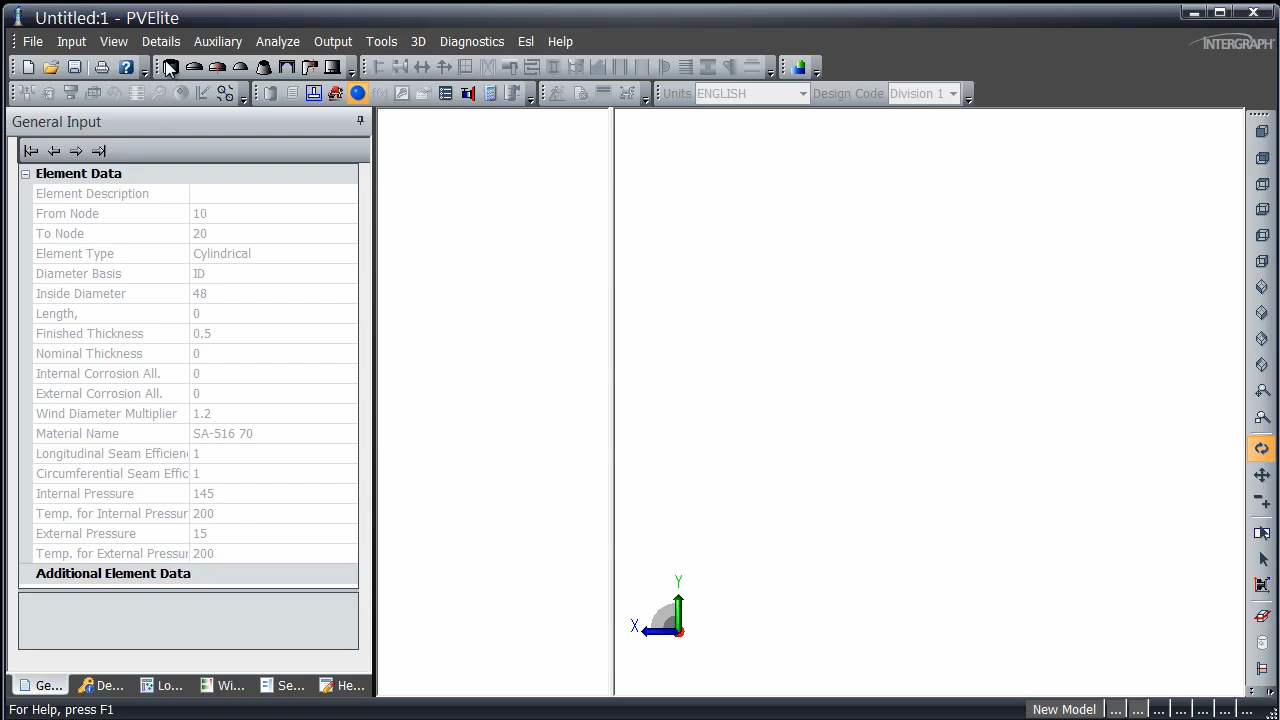 Untitled:1 - PVElite
File Input View Details Auxiliary Analyze Output Tools 3D Diagnostics Esl Help
INTERGRAPH
Units ENGLISH Design Code Division 1
General Input
Element Data
Element Description
From Node 10
To Node 20
Element Type Cylindrical
Diameter Basis ID
Inside Diameter 48
Length, 0
Finished Thickness 0.5
Nominal Thickness 0
Internal Corrosion All. 0
External Corrosion All. 0
Wind Diameter Multiplier 1.2
Material Name SA-516 70
Longitudinal Seam Efficien 1
Circumferential Seam Effic 1
Internal Pressure 145
Temp. for Internal Pressur 200
External Pressure 15
Temp. for External Pressur 200
Additional Element Data
Y
X
Ge... De... Lo... Wi... Se... He...
For Help, press F1
New Model ... ... ... ... ... ... ...